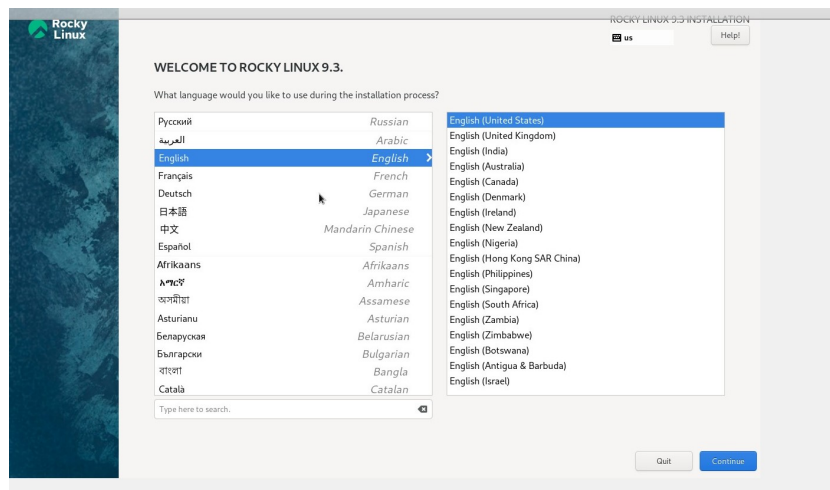 Rocky
Linux
ROCKY LINUX 9.3 INSTALLATION
us
Help!
WELCOME TO ROCKY LINUX 9.3.
What language would you like to use during the installation process?
Русский Russian
العربية Arabic
English English
Français French
Deutsch German
日本語 Japanese
中文 Mandarin Chinese
Español Spanish
Afrikaans Afrikaans
አማርኛ Amharic
অসমীয়া Assamese
Asturianu Asturian
Беларуская Belarusian
Български Bulgarian
বাংলা Bangla
Català Catalan
Type here to search.
English (United States)
English (United Kingdom)
English (India)
English (Australia)
English (Canada)
English (Denmark)
English (Ireland)
English (New Zealand)
English (Nigeria)
English (Hong Kong SAR China)
English (Philippines)
English (Singapore)
English (South Africa)
English (Zambia)
English (Zimbabwe)
English (Botswana)
English (Antigua & Barbuda)
English (Israel)
Quit
Continue